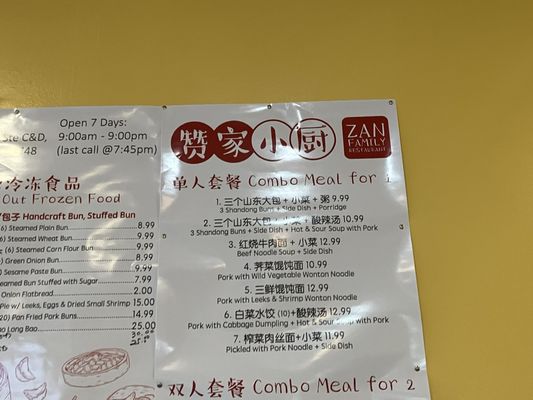 Open 7 Days:
Ste C&D, 9:00am - 9:00pm
48 (last call @7:45pm)
冷冻食品
Out Frozen Food
包子 Handcraft Bun, Stuffed Bun
6) Steamed Plain Bun 8.99
(6) Steamed Wheat Bun 9.99
(6) Steamed Corn Flour Bun 9.99
) Green Onion Bun 8.99
) Sesame Paste Bun 9.99
Steamed Bun Stuffed with Sugar 7.99
Onion Flatbread 2.00
w/ Leek, Eggs & Dried Small Shrimp 15.00
20) Pan Fried Pork Buns 14.99
Long Bao 25.00
赞家小厨
ZAN
FAMILY
RESTAURANT
单人套餐 Combo Meal for 1
1. 三个山东大包 + 小菜 + 粥 9.99
3 Shandong Buns + Side Dish + Porridge
2. 三个山东大包 + 小菜 + 酸辣汤 10.99
3 Shandong Buns + Side Dish + Hot & Sour Soup with Pork
3. 红烧牛肉面 + 小菜 12.99
Beef Noodle Soup + Side Dish
4. 荠菜馄饨面 10.99
Pork with Wild Vegetable Wonton Noodle
5. 三鲜馄饨面 12.99
Pork with Leeks & Shrimp Wonton Noodle
6. 白菜水饺 (10)+酸辣汤 12.99
Pork with Cabbage Dumpling + Hot & Sour Soup with Pork
7. 榨菜肉丝面+小菜 11.99
Pickled with Pork Noodle + Side Dish
双人套餐 Combo Meal for 2